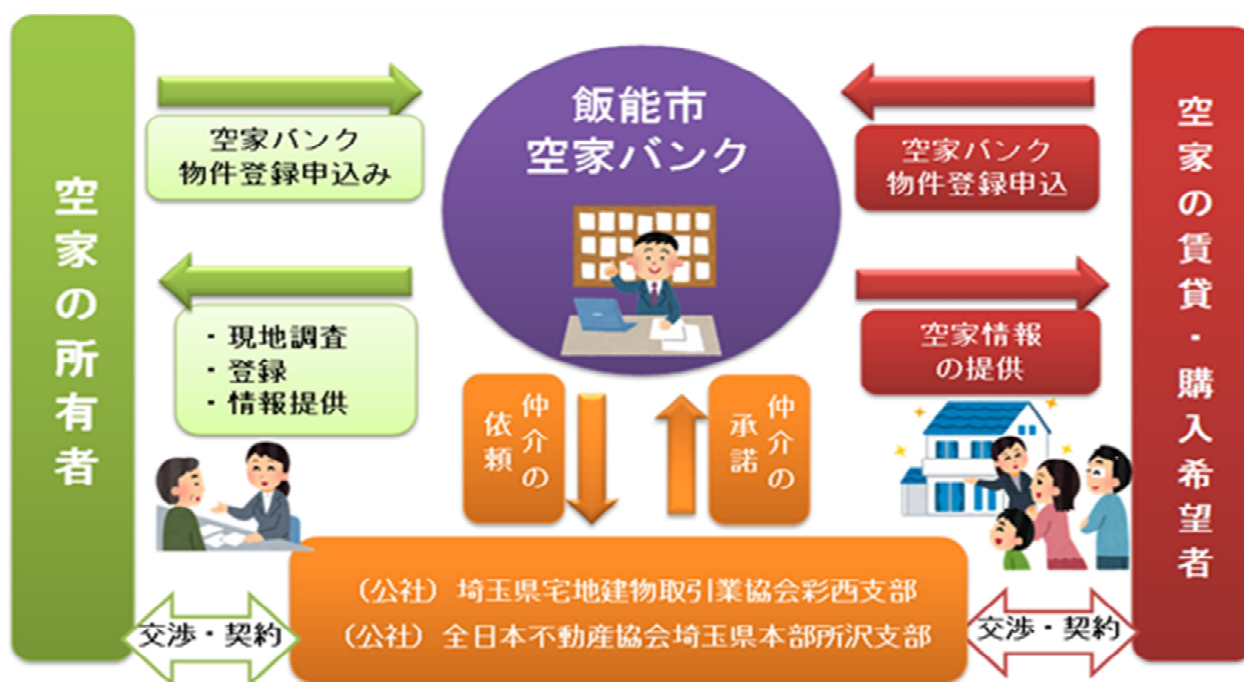 空家の所有者
空家バンク
物件登録申込み
・現地調査
・登録
・情報提供
飯能市
空家バンク
空家バンク
物件登録申込
空家情報
の提供
空家の賃貸・購入希望者
仲介の
依頼
仲介の
承諾
(公社)埼玉県宅地建物取引業協会彩西支部
(公社)全日本不動産協会埼玉県本部所沢支部
交渉・契約
交渉・契約